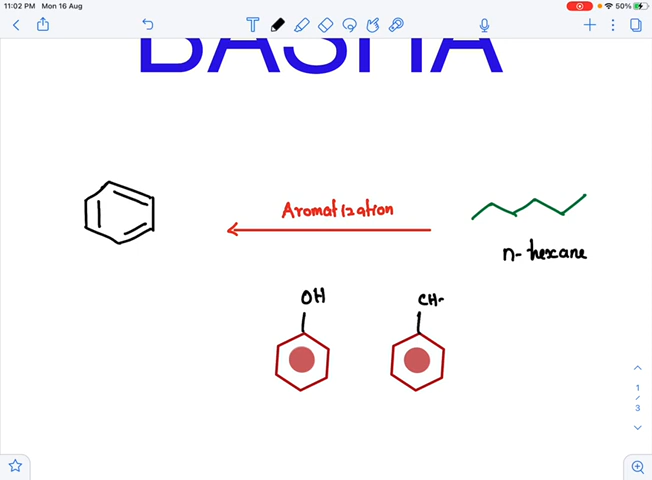 11:02 PM Mon 16 Aug
50%
T
BASHA
Aromatization
n-hexane
OH
CH-
1
/
3